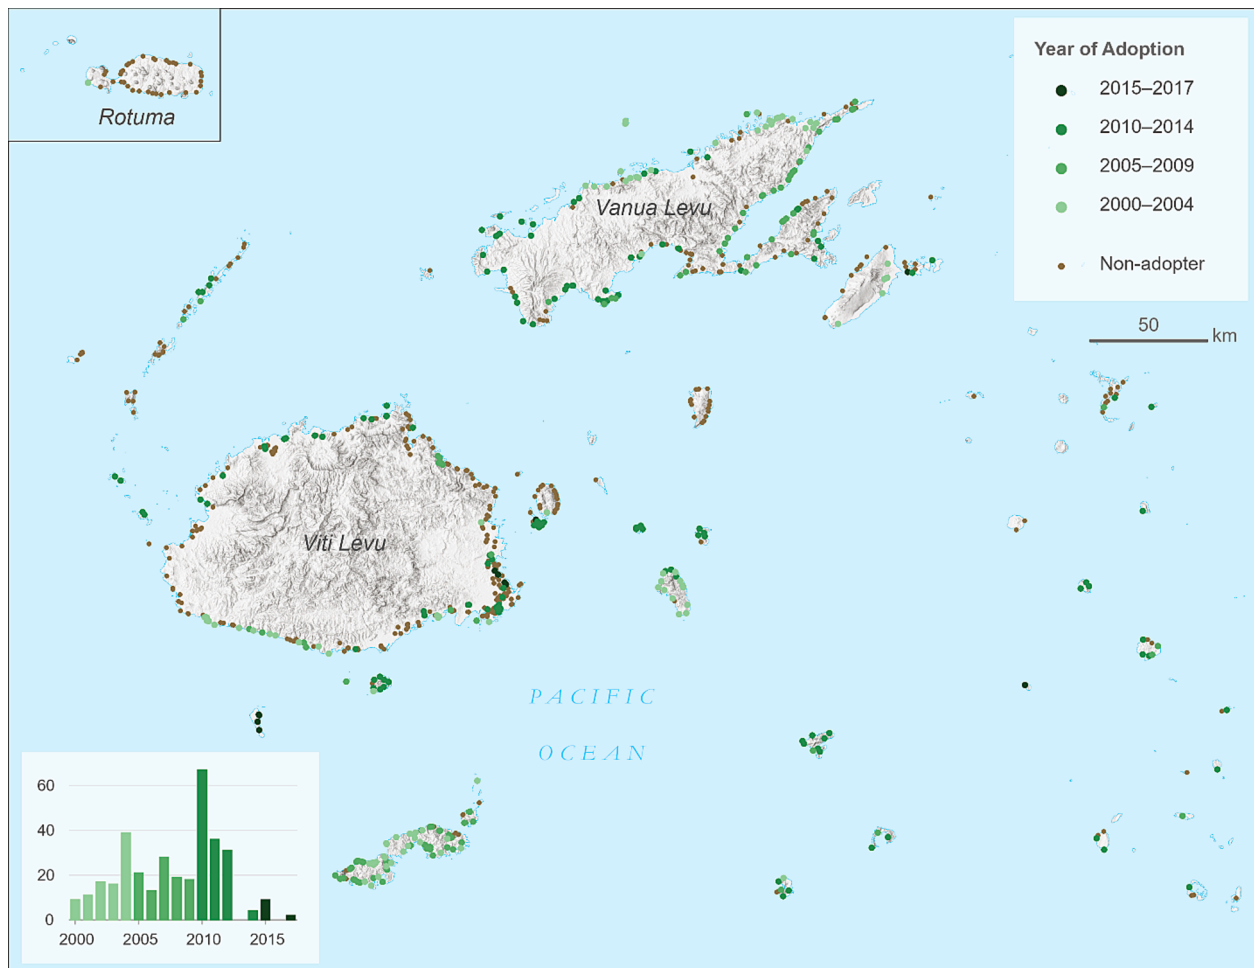 Rotuma
Year of Adoption
2015–2017
2010–2014
2005–2009
2000–2004
Non-adopter
50
km
Vanua Levu
Viti Levu
PACIFIC
OCEAN
60
40
20
0
2000
2005
2010
2015